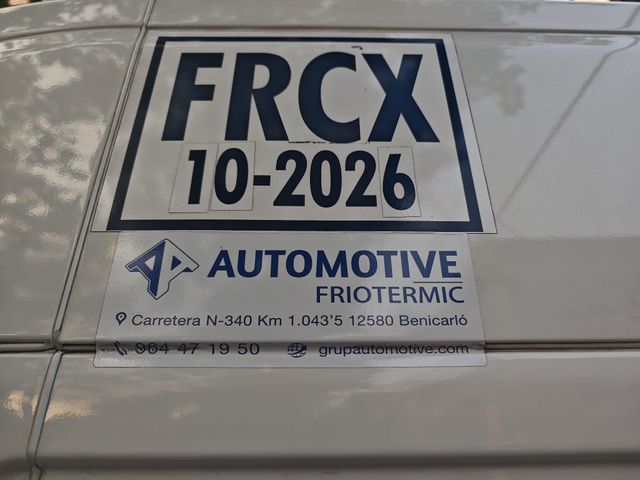 FRCX
10-2026
AUTOMOTIVE
FRIOTERMIC
Carretera N-340 Km 1.043'5 12580 Benicarló
964 47 19 50 grupautomotive.com